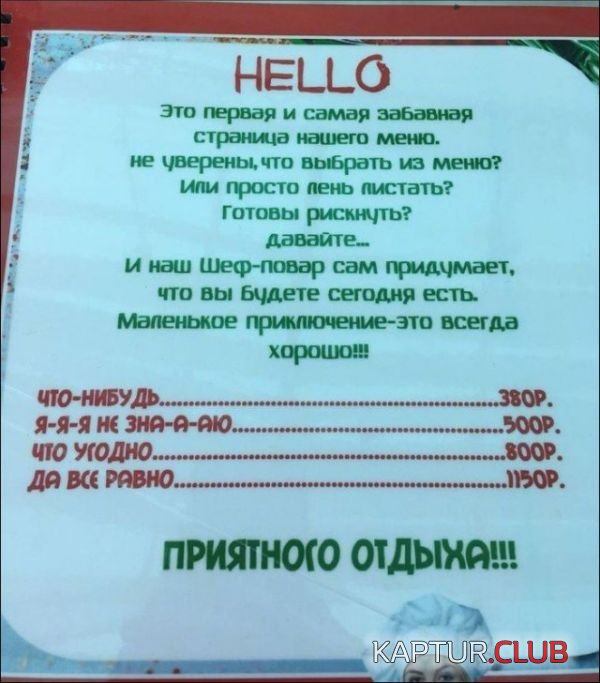 HELLO
Это первая и самая забавная
страница нашего меню.
не уверены,что выбрать из меню?
Или просто лень листать?
Готовы рискнуть?
давайте...
И наш Шеф-повар сам придумает,
что вы будете сегодня есть.
Маленькое приключение-это всегда
хорошо!!!
ЧТО-НИБУДЬ.......................................................380Р.
Я-Я-Я НЕ ЗНА-А-АЮ............................................500Р.
ЧТО УГОДНО.........................................................800Р.
ДА ВСЕ РАВНО.....................................................1150Р.
ПРИЯТНОГО ОТДЫХА!!!
KAPTUR.CLUB